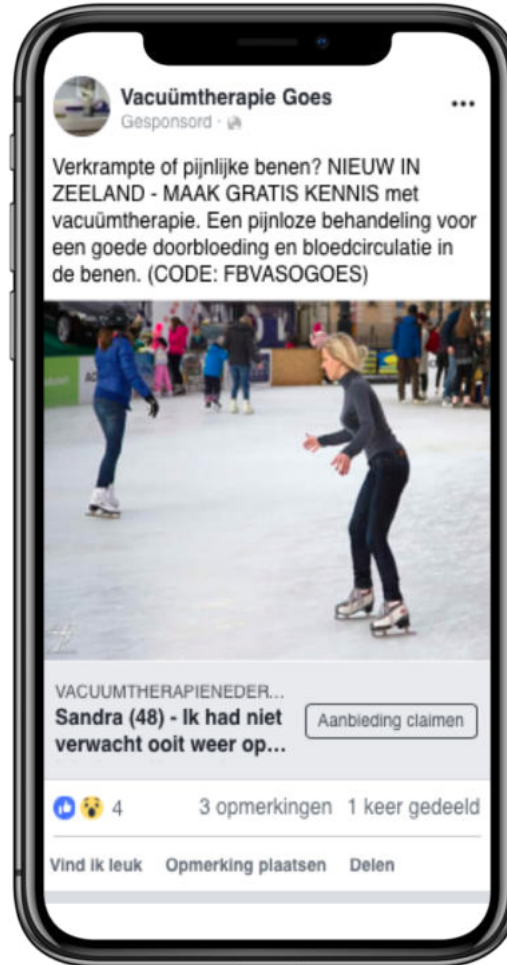 Vacuümtherapie Goes
Gesponsord ·
Verkrampte of pijnlijke benen? NIEUW IN
ZEELAND - MAAK GRATIS KENNIS met
vacuümtherapie. Een pijnloze behandeling voor
een goede doorbloeding en bloedcirculatie in
de benen. (CODE: FBVASOGOES)
VACUUMTHERAPIENEDER...
Sandra (48) - Ik had niet
verwacht ooit weer op...
Aanbieding claimen
4
3 opmerkingen 1 keer gedeeld
Vind ik leuk Opmerking plaatsen Delen